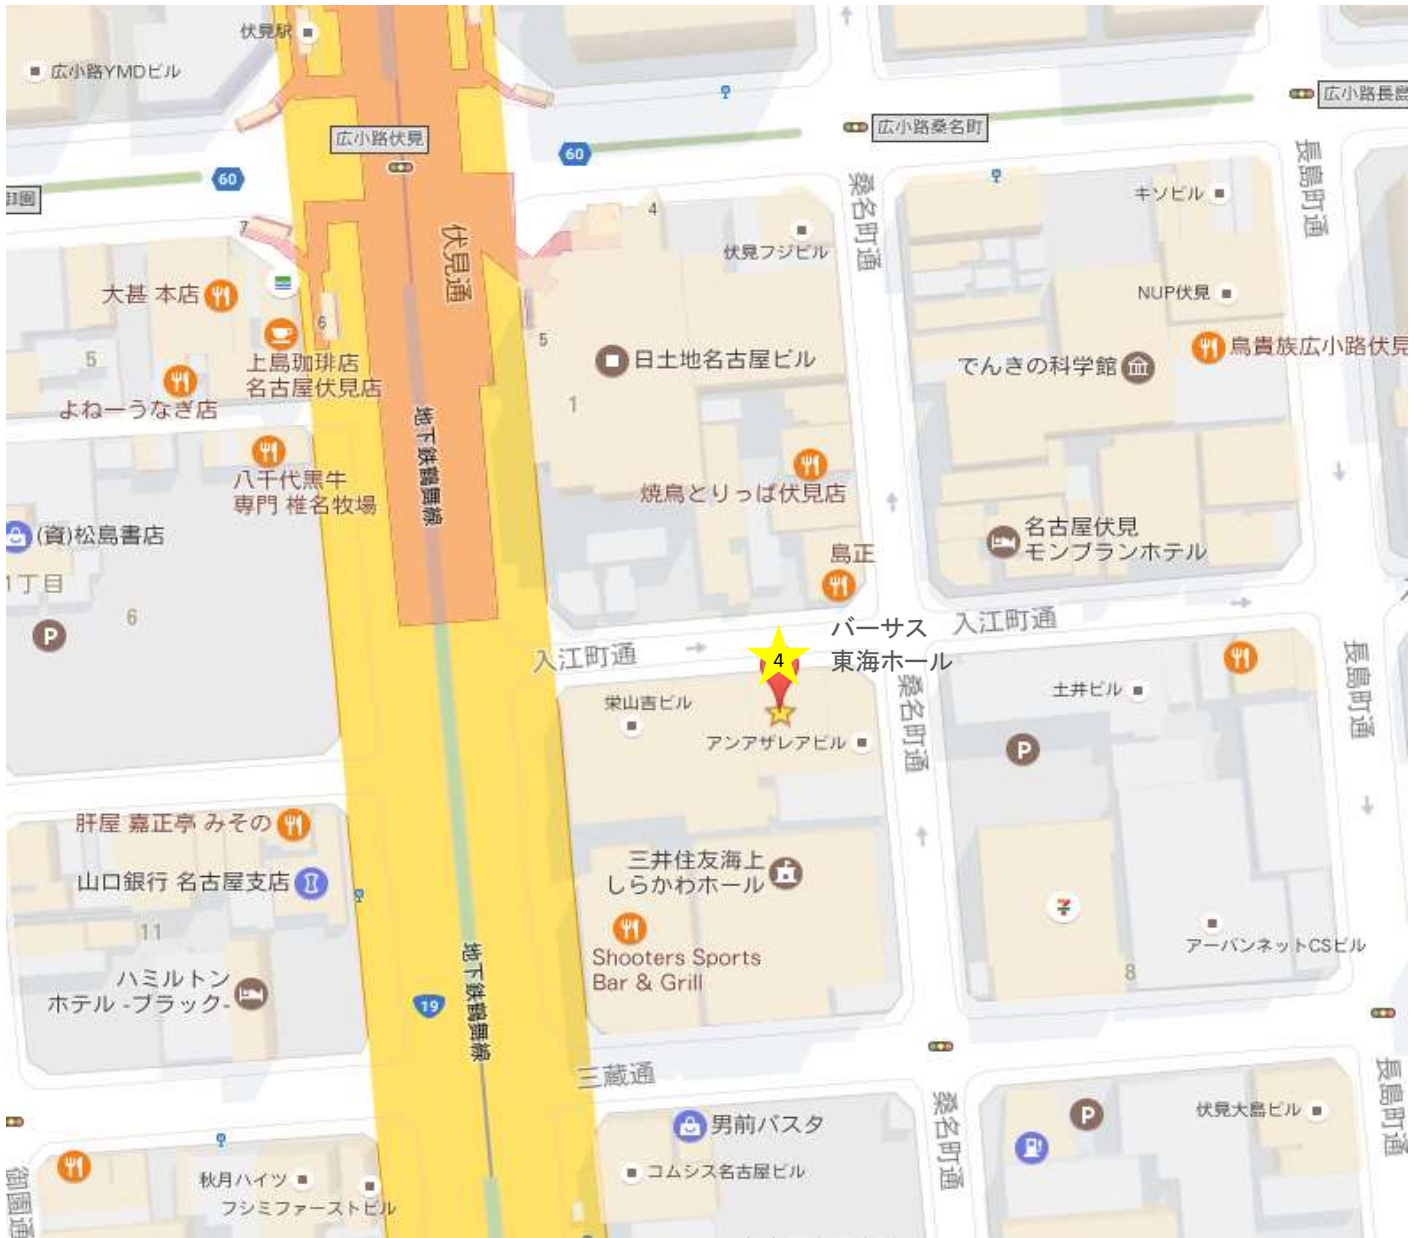 伏見駅
広小路YMDビル
広小路長島
広小路桑名町
広小路伏見
60
60
御園
長島町通
桑名町通
キソビル
4
7
伏見通
伏見フジビル
大甚 本店
NUP伏見
6
5
5
上島珈琲店
名古屋伏見店
日土地名古屋ビル
でんきの科学館
鳥貴族広小路伏見
よねーうなぎ店
1
地下鉄鶴舞線
八千代黒牛
専門 椎名牧場
焼鳥とりっぱ伏見店
(資)松島書店
名古屋伏見
モンブランホテル
島正
1丁目
6
P
バーサス
東海ホール
入江町通
入江町通
4
長島町通
桑名町通
栄山吉ビル
土井ビル
アンアザレアビル
P
肝屋 嘉正亭 みその
三井住友海上
しらかわホール
山口銀行 名古屋支店
7
11
アーバンネットCSビル
Shooters Sports
Bar & Grill
8
ハミルトン
ホテル -ブラック-
19
地下鉄鶴舞線
三蔵通
長島町通
桑名町通
男前パスタ
P
伏見大島ビル
御園通
秋月ハイツ
コムシス名古屋ビル
フシミファーストビル